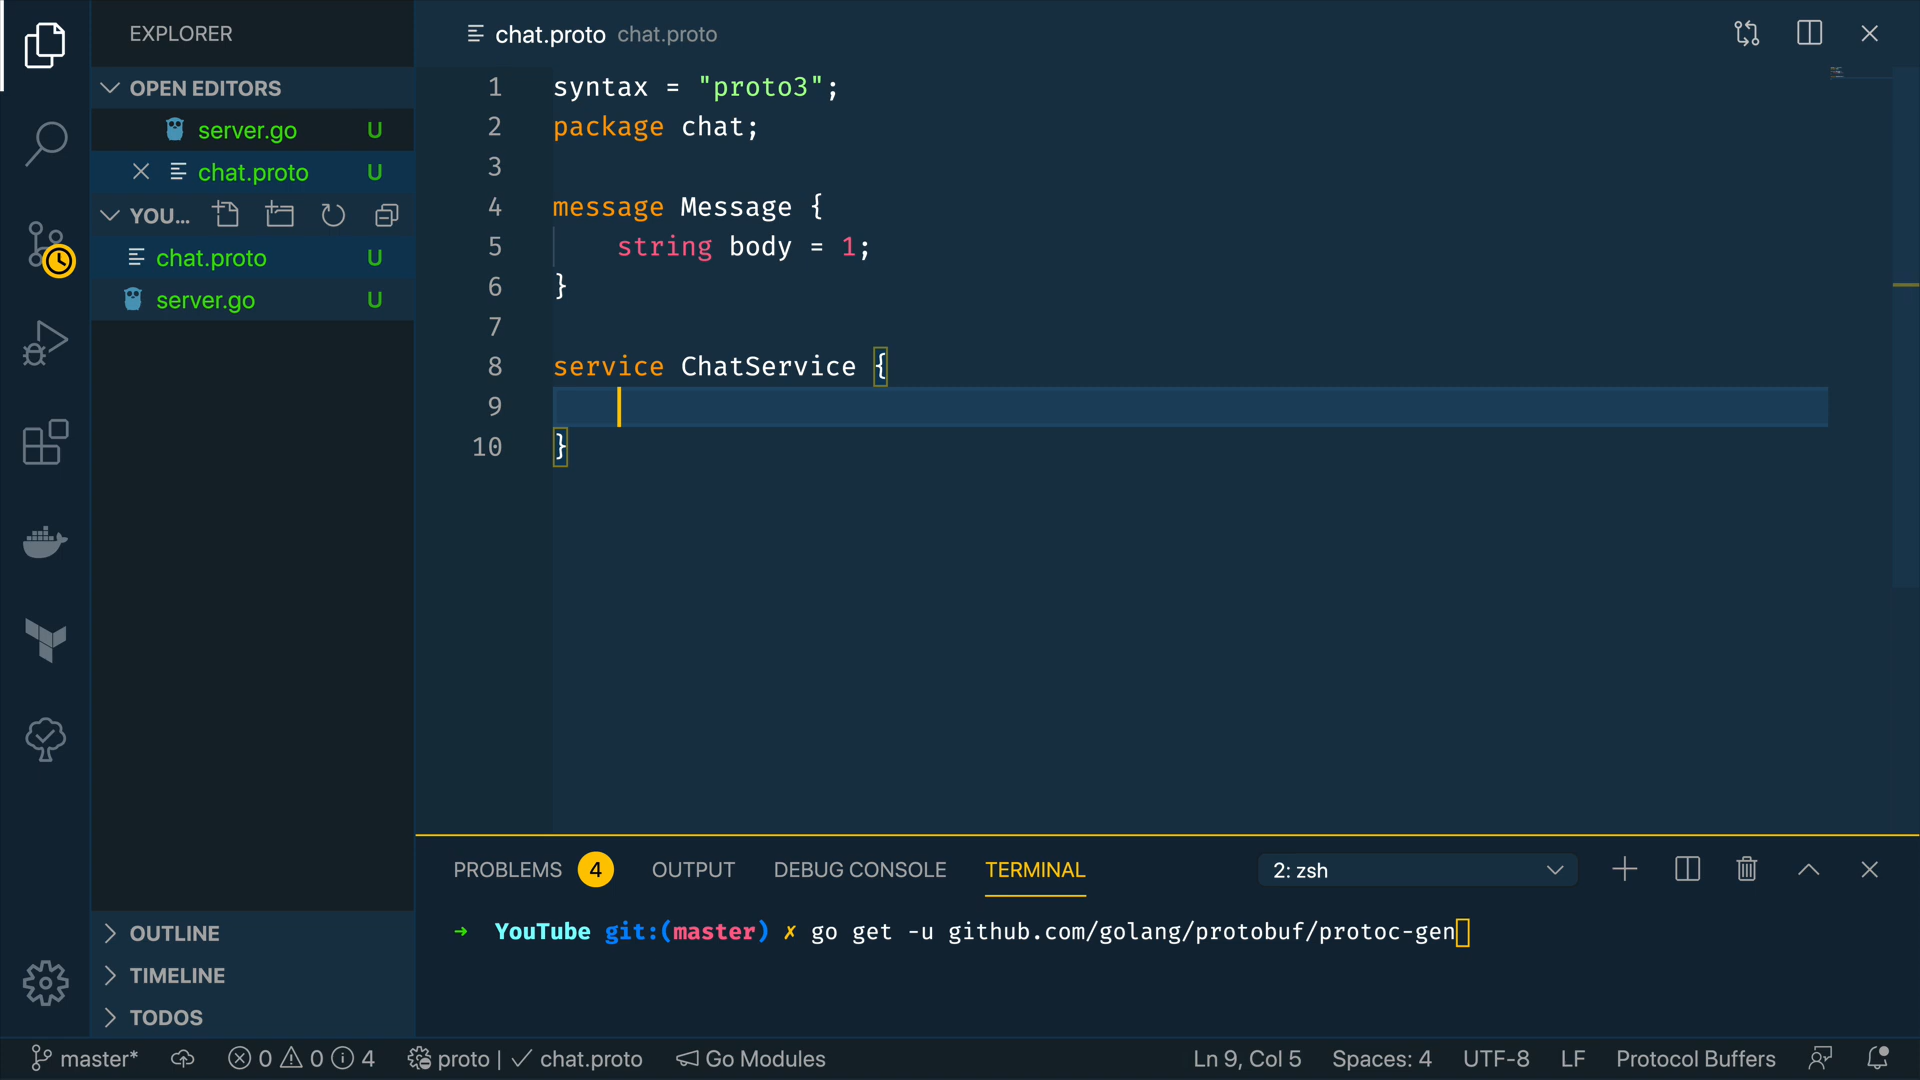 EXPLORER
OPEN EDITORS
server.go U
chat.proto U
YOU...
chat.proto U
server.go U
OUTLINE
TIMELINE
TODOS
chat.proto chat.proto
1 syntax = "proto3";
2 package chat;
3
4 message Message {
5 string body = 1;
6 }
7
8 service ChatService {
9
10 }
PROBLEMS 4 OUTPUT DEBUG CONSOLE TERMINAL 2: zsh
→ YouTube git:(master) ✗ go get -u github.com/golang/protobuf/protoc-gen
master* 0 0 4 proto | ✓ chat.proto Go Modules Ln 9, Col 5 Spaces: 4 UTF-8 LF Protocol Buffers